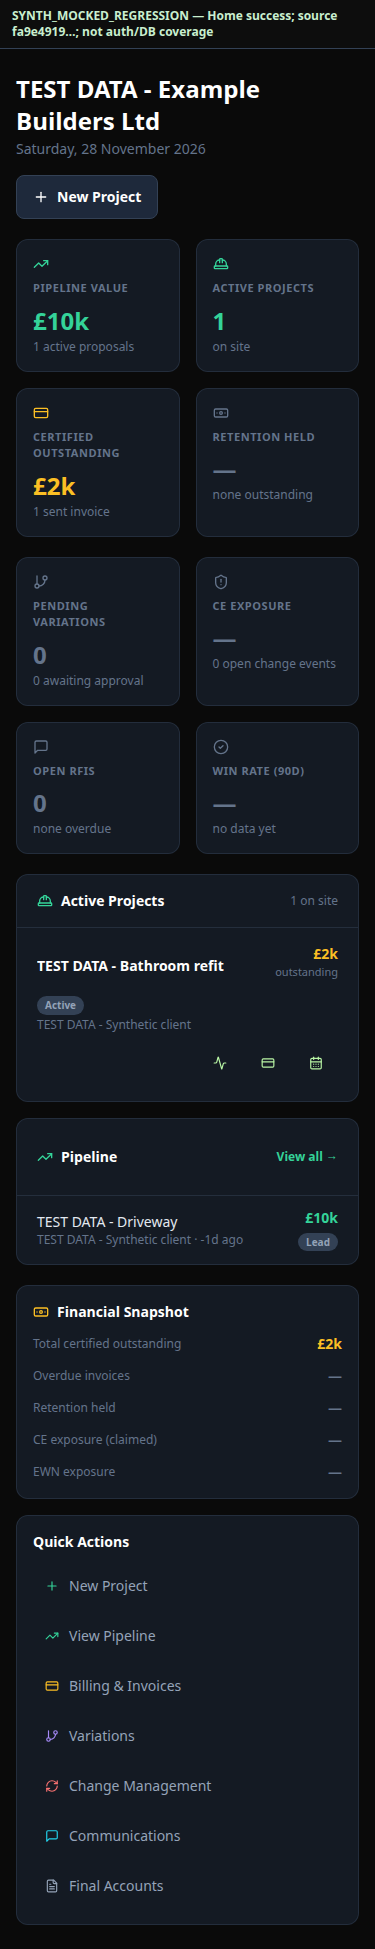 SYNTH_MOCKED_REGRESSION — Home success; source
fa9e4919...; not auth/DB coverage
TEST DATA - Example
Builders Ltd
Saturday, 28 November 2026
New Project
PIPELINE VALUE
£10k
1 active proposals
ACTIVE PROJECTS
1
on site
CERTIFIED
OUTSTANDING
£2k
1 sent invoice
RETENTION HELD
—
none outstanding
PENDING
VARIATIONS
0
0 awaiting approval
CE EXPOSURE
—
0 open change events
OPEN RFIS
0
none overdue
WIN RATE (90D)
—
no data yet
Active Projects
1 on site
TEST DATA - Bathroom refit
£2k
outstanding
Active
TEST DATA - Synthetic client
Pipeline
View all →
TEST DATA - Driveway
£10k
TEST DATA - Synthetic client · -1d ago
Lead
Financial Snapshot
Total certified outstanding £2k
Overdue invoices —
Retention held —
CE exposure (claimed) —
EWN exposure —
Quick Actions
New Project
View Pipeline
Billing & Invoices
Variations
Change Management
Communications
Final Accounts